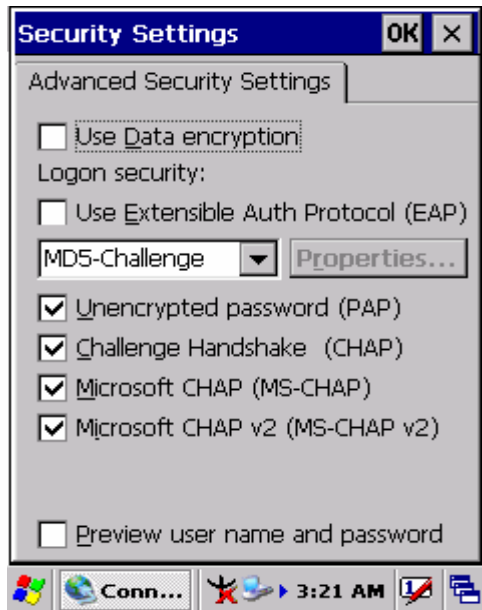 Security Settings OK ×
Advanced Security Settings
Use Data encryption
Logon security:
Use Extensible Auth Protocol (EAP)
MD5-Challenge Properties...
Unencrypted password (PAP)
Challenge Handshake (CHAP)
Microsoft CHAP (MS-CHAP)
Microsoft CHAP v2 (MS-CHAP v2)
Preview user name and password
Conn... 3:21 AM